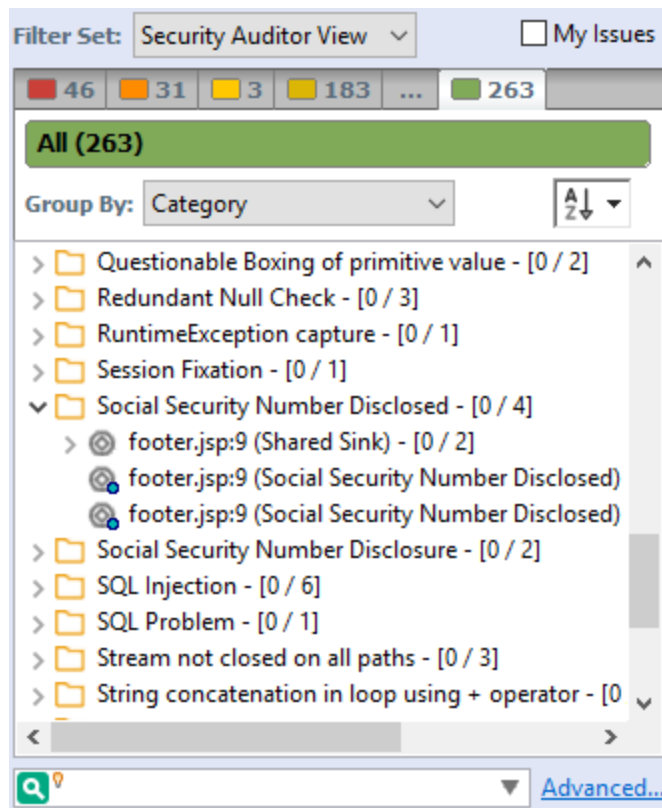 Filter Set: Security Auditor View My Issues
46 31 3 183 ... 263
All (263)
Group By: Category A Z
Questionable Boxing of primitive value - [0 / 2]
Redundant Null Check - [0 / 3]
RuntimeException capture - [0 / 1]
Session Fixation - [0 / 1]
Social Security Number Disclosed - [0 / 4]
footer.jsp:9 (Shared Sink) - [0 / 2]
footer.jsp:9 (Social Security Number Disclosed)
footer.jsp:9 (Social Security Number Disclosed)
Social Security Number Disclosure - [0 / 2]
SQL Injection - [0 / 6]
SQL Problem - [0 / 1]
Stream not closed on all paths - [0 / 3]
String concatenation in loop using + operator - [0
Advanced...